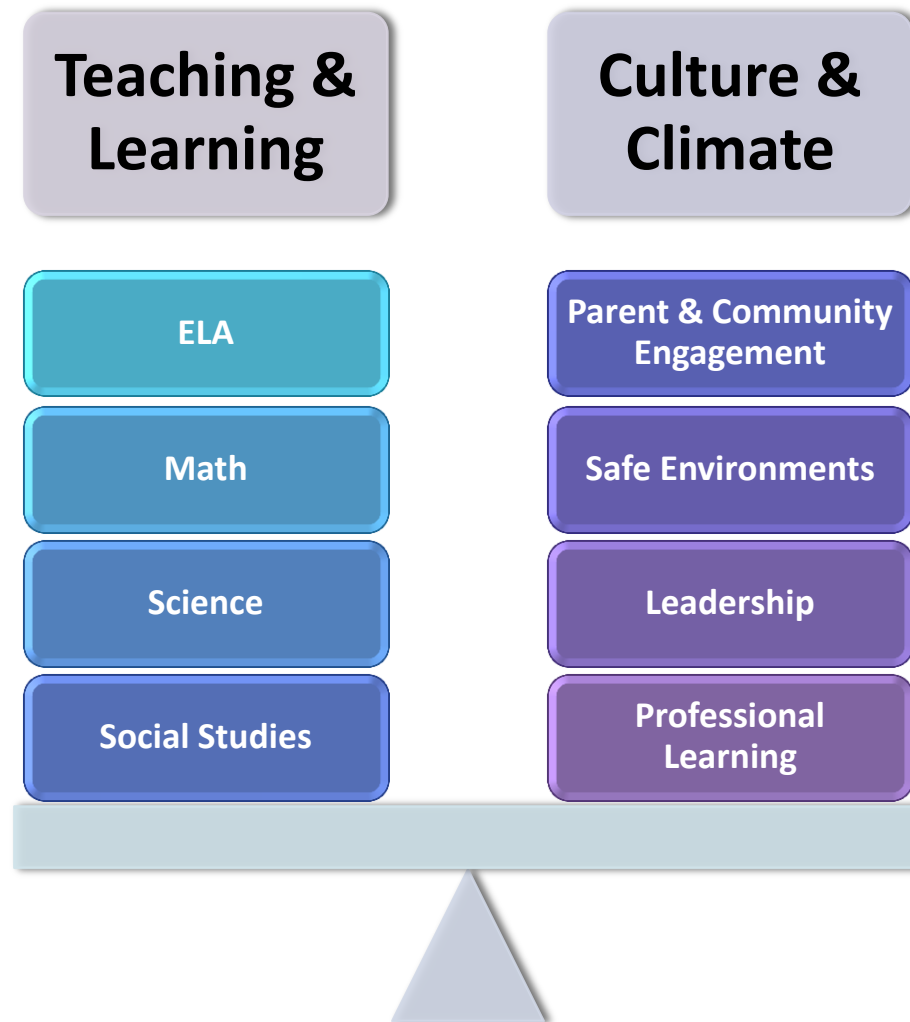 Teaching &
Learning
ELA
Math
Science
Social Studies
Culture &
Climate
Parent & Community
Engagement
Safe Environments
Leadership
Professional
Learning